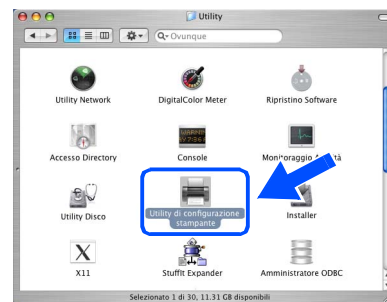 Utility
Ovunque
Utility Network
DigitalColor Meter
Ripristino Software
Accesso Directory
Console
Monitoraggio
Utility Disco
Utility di configurazione
stampante
Installer
X11
StuffIt Expander
Amministratore ODBC
Selezionato 1 di 30, 11.31 GB disponibili